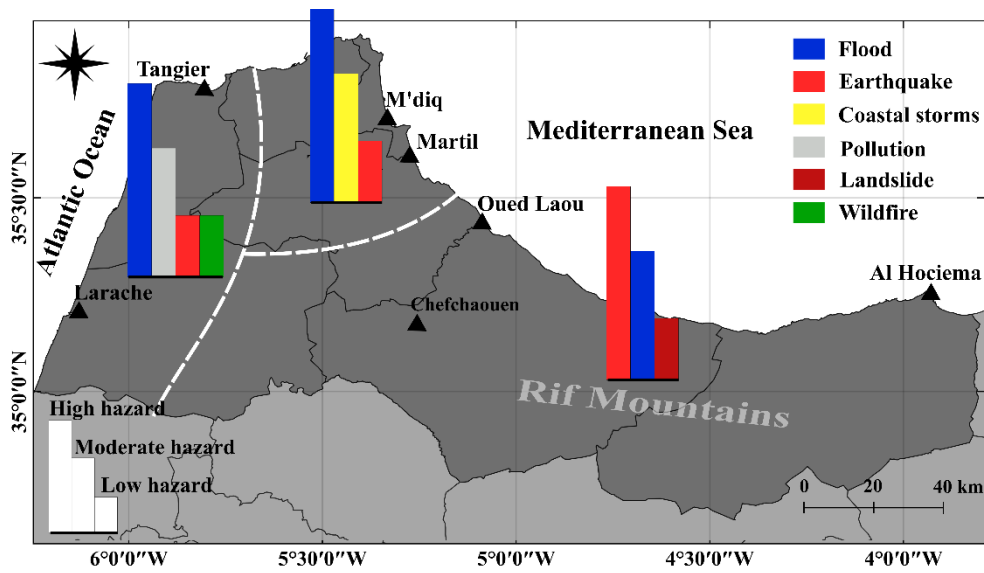 Flood
Earthquake
Coastal storms
Pollution
Landslide
Wildfire
Tangier
M'diq
Martil
Mediterranean Sea
Atlantic Ocean
Oued Laou
Al Hociema
Larache
Chefchaouen
Rif Mountains
High hazard
Moderate hazard
Low hazard
0 20 40 km
35°30′0″N
35°0′0″N
6°0′0″W 5°30′0″W 5°0′0″W 4°30′0″W 4°0′0″W